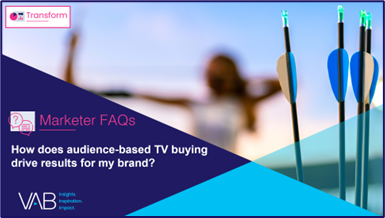 Transform
Marketer FAQs
How does audience-based TV buying
drive results for my brand?
VAB
Insights.
Inspiration.
Impact.